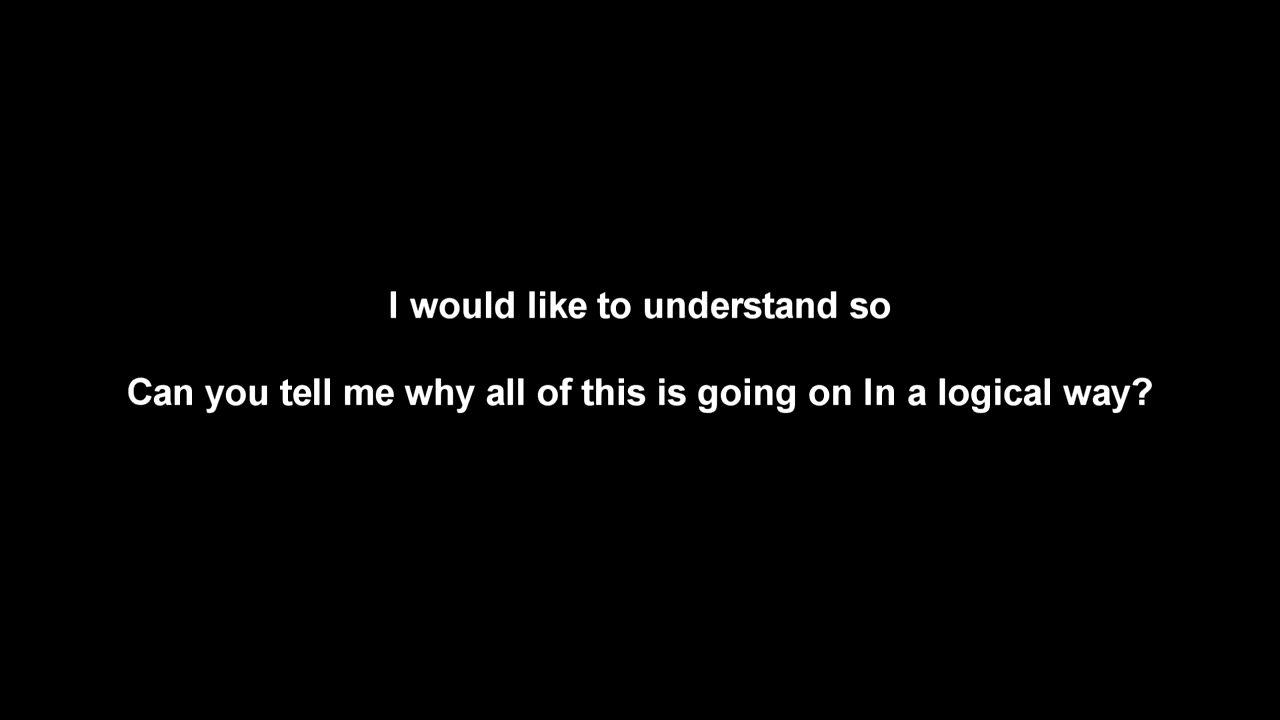 I would like to understand so
Can you tell me why all of this is going on In a logical way?